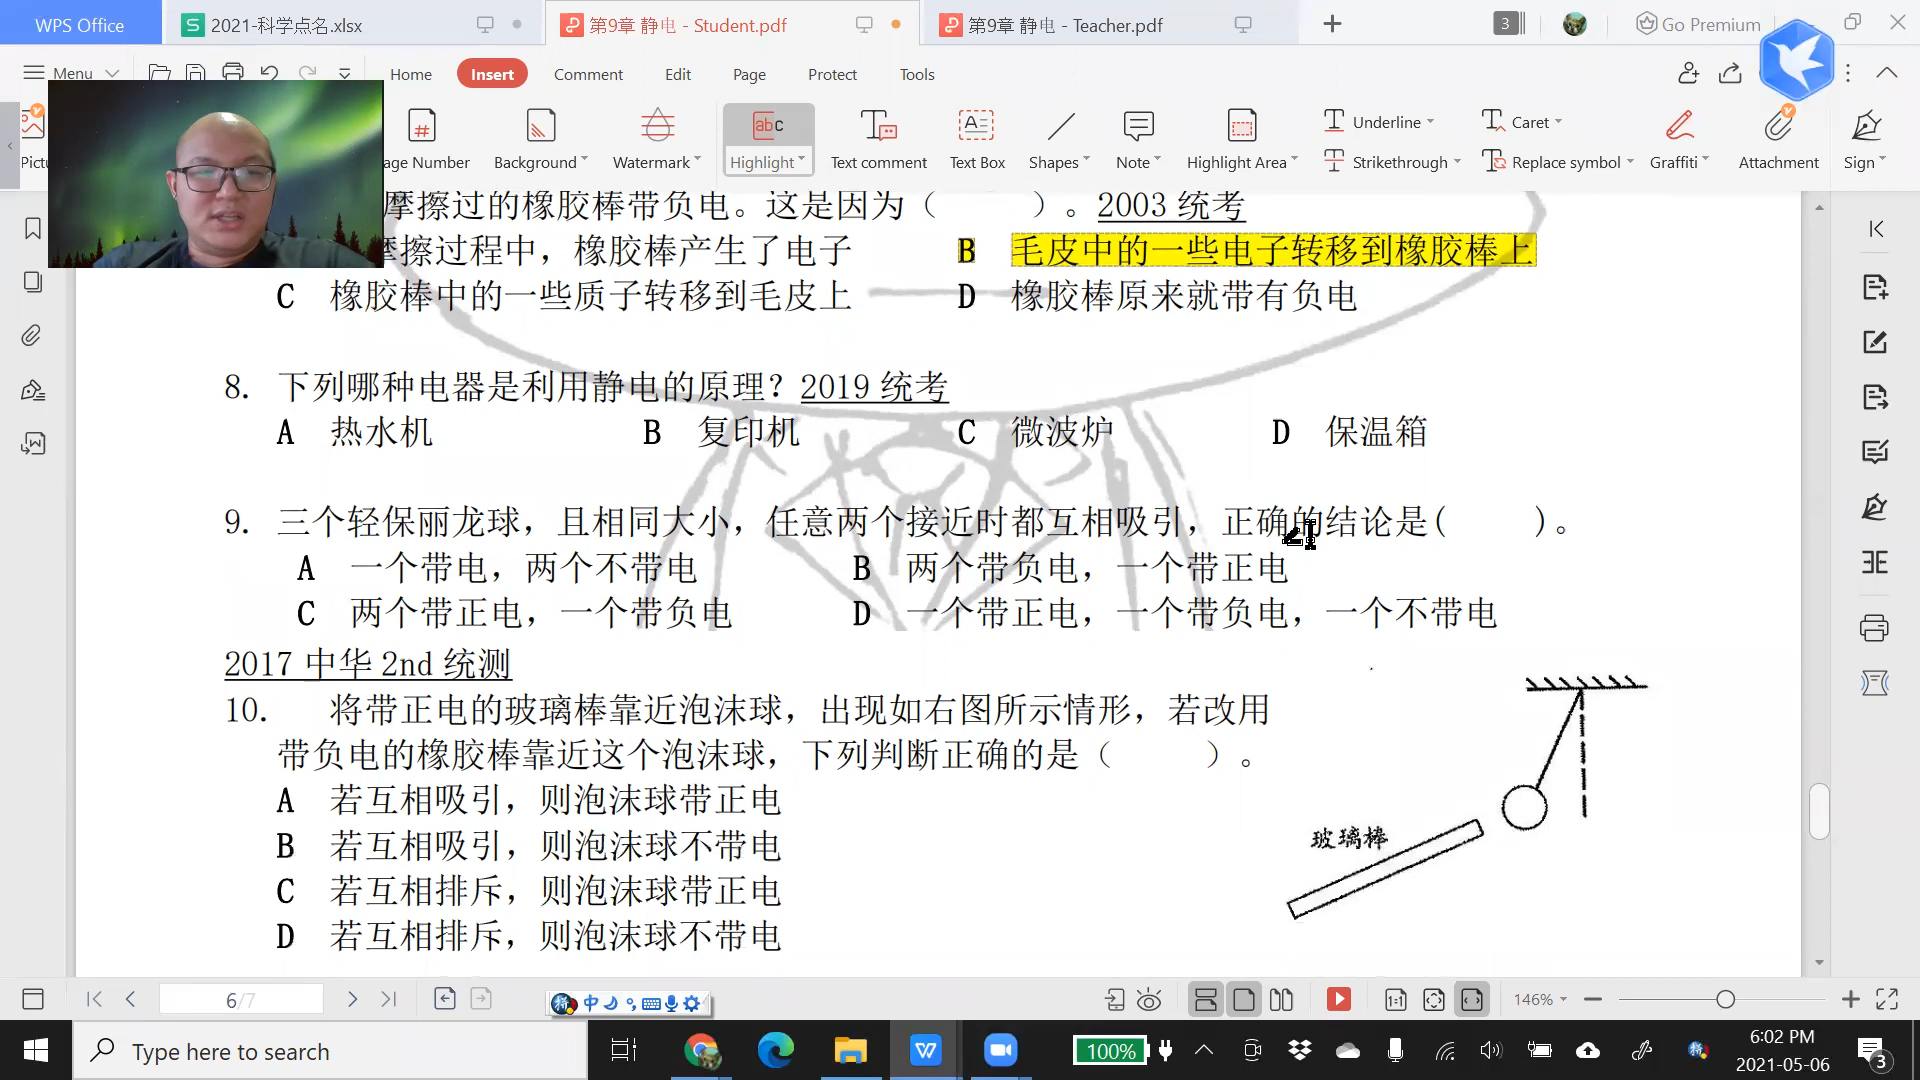 WPS Office
2021-科学点名.xlsx
第9章 静电 - Student.pdf
第9章 静电 - Teacher.pdf
3
Go Premium
Menu
Home
Insert
Comment
Edit
Page
Protect
Tools
Pictu
age Number
Background
Watermark
Highlight
Text comment
Text Box
Shapes
Note
Highlight Area
Underline
Strikethrough
Caret
Replace symbol
Graffiti
Attachment
Sign
摩擦过的橡胶棒带负电。这是因为（ ）。2003 统考
摩擦过程中，橡胶棒产生了电子 B 毛皮中的一些电子转移到橡胶棒上
C 橡胶棒中的一些质子转移到毛皮上 D 橡胶棒原来就带有负电
8. 下列哪种电器是利用静电的原理？2019 统考
A 热水机 B 复印机 C 微波炉 D 保温箱
9. 三个轻保丽龙球，且相同大小，任意两个接近时都互相吸引，正确的结论是( )。
A 一个带电，两个不带电 B 两个带负电，一个带正电
C 两个带正电，一个带负电 D 一个带正电，一个带负电，一个不带电
2017 中华 2nd 统测
10. 将带正电的玻璃棒靠近泡沫球，出现如右图所示情形，若改用
带负电的橡胶棒靠近这个泡沫球，下列判断正确的是（ ）。
A 若互相吸引，则泡沫球带正电
B 若互相吸引，则泡沫球不带电
C 若互相排斥，则泡沫球带正电
D 若互相排斥，则泡沫球不带电
玻璃棒
6/7
中
146%
Type here to search
100%
6:02 PM
2021-05-06
3